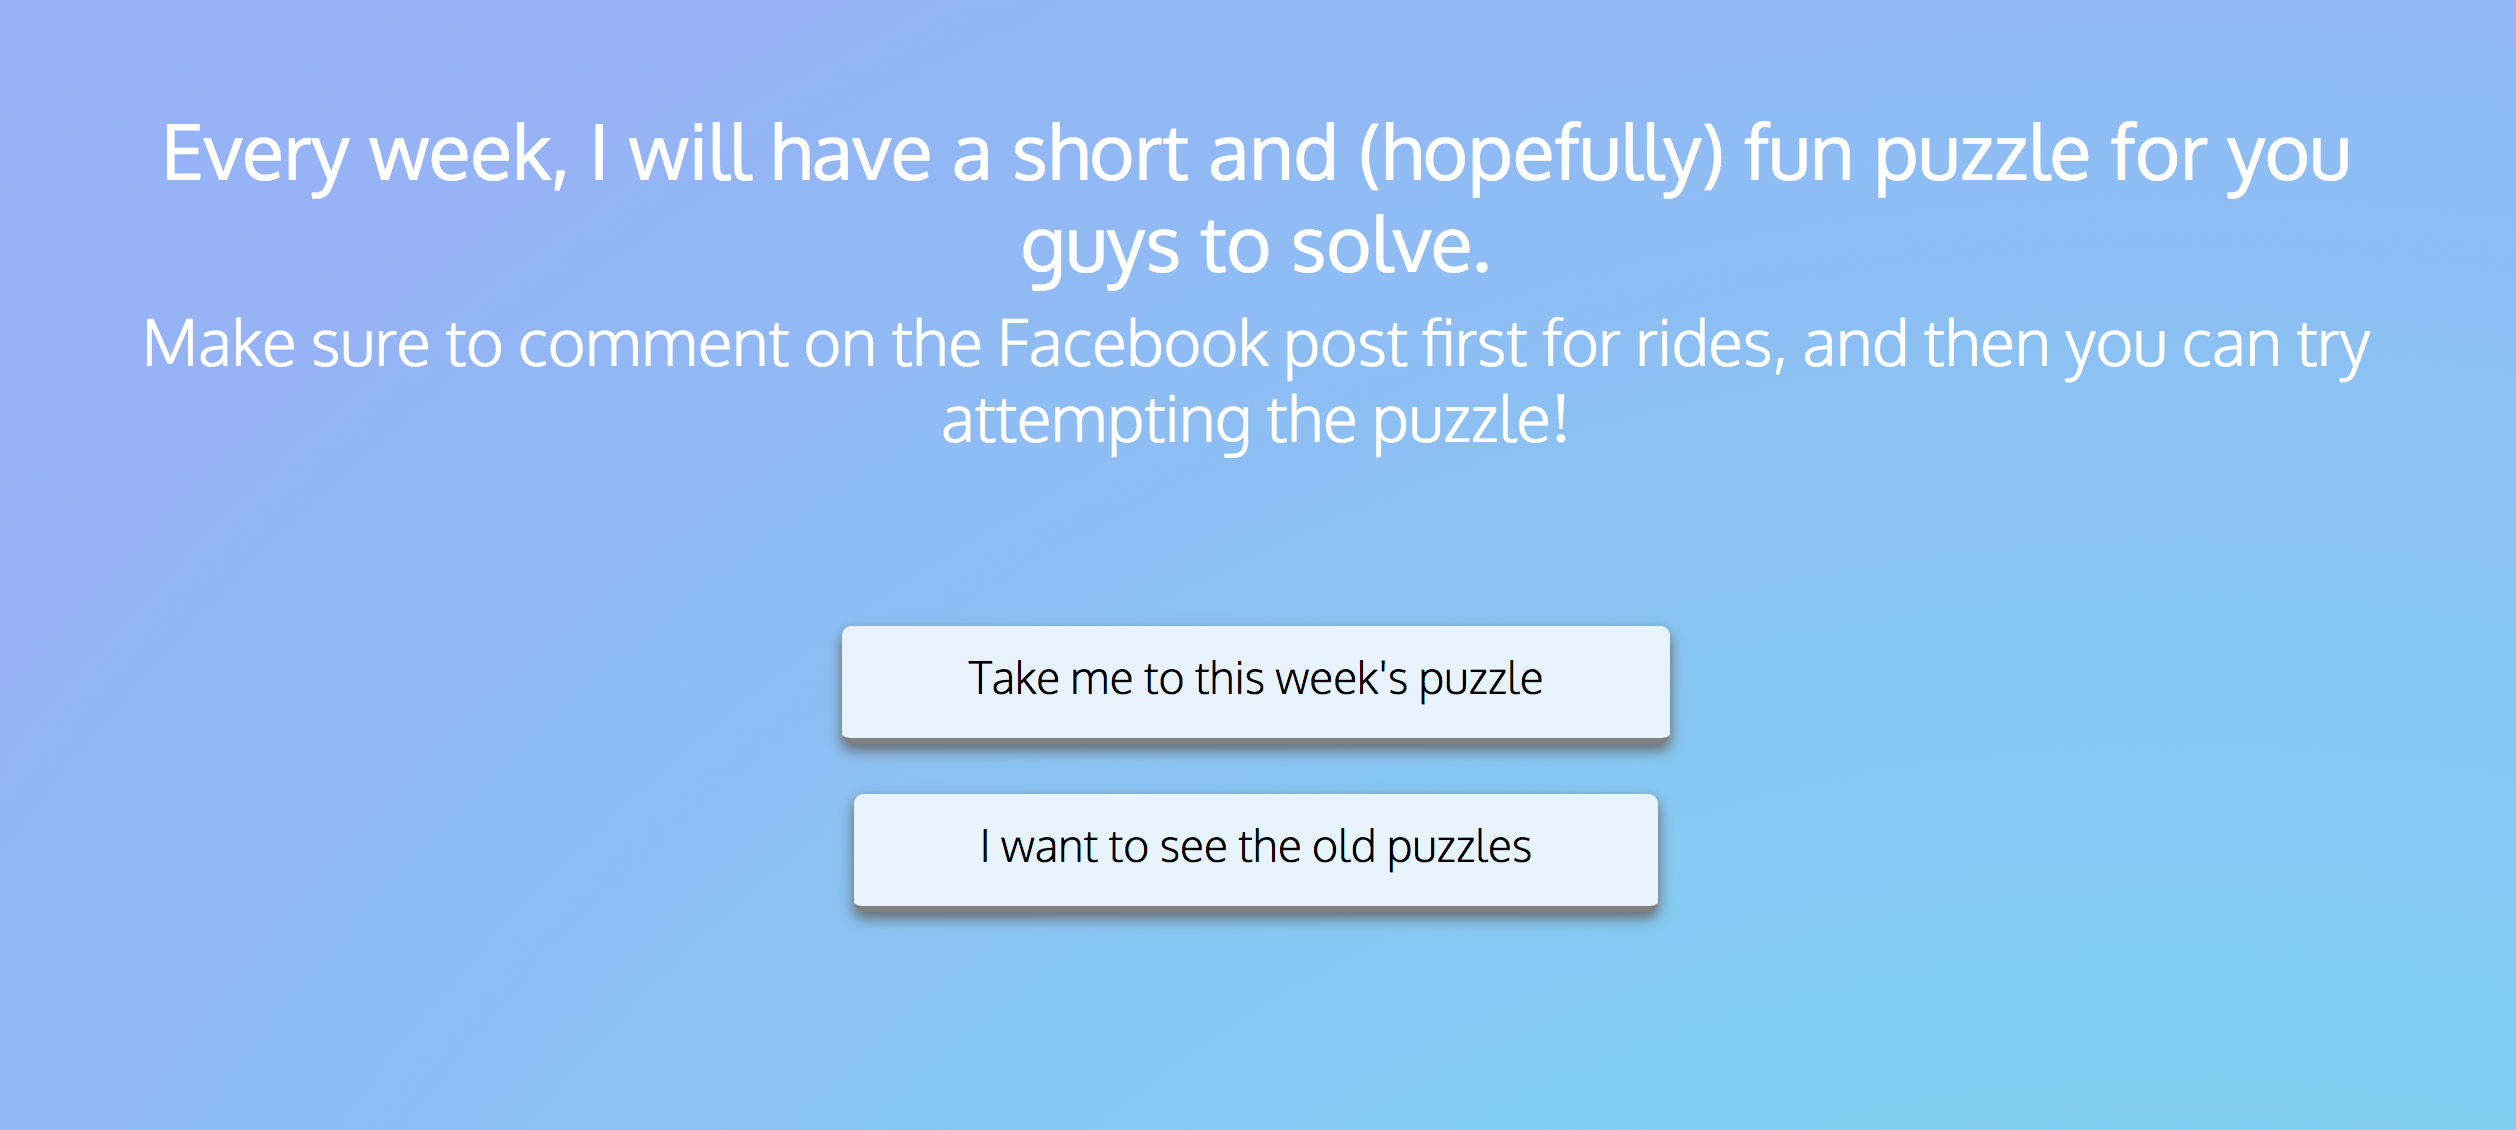 Every week, I will have a short and (hopefully) fun puzzle for you
guys to solve.
Make sure to comment on the Facebook post first for rides, and then you can try
attempting the puzzle!
Take me to this week's puzzle
I want to see the old puzzles